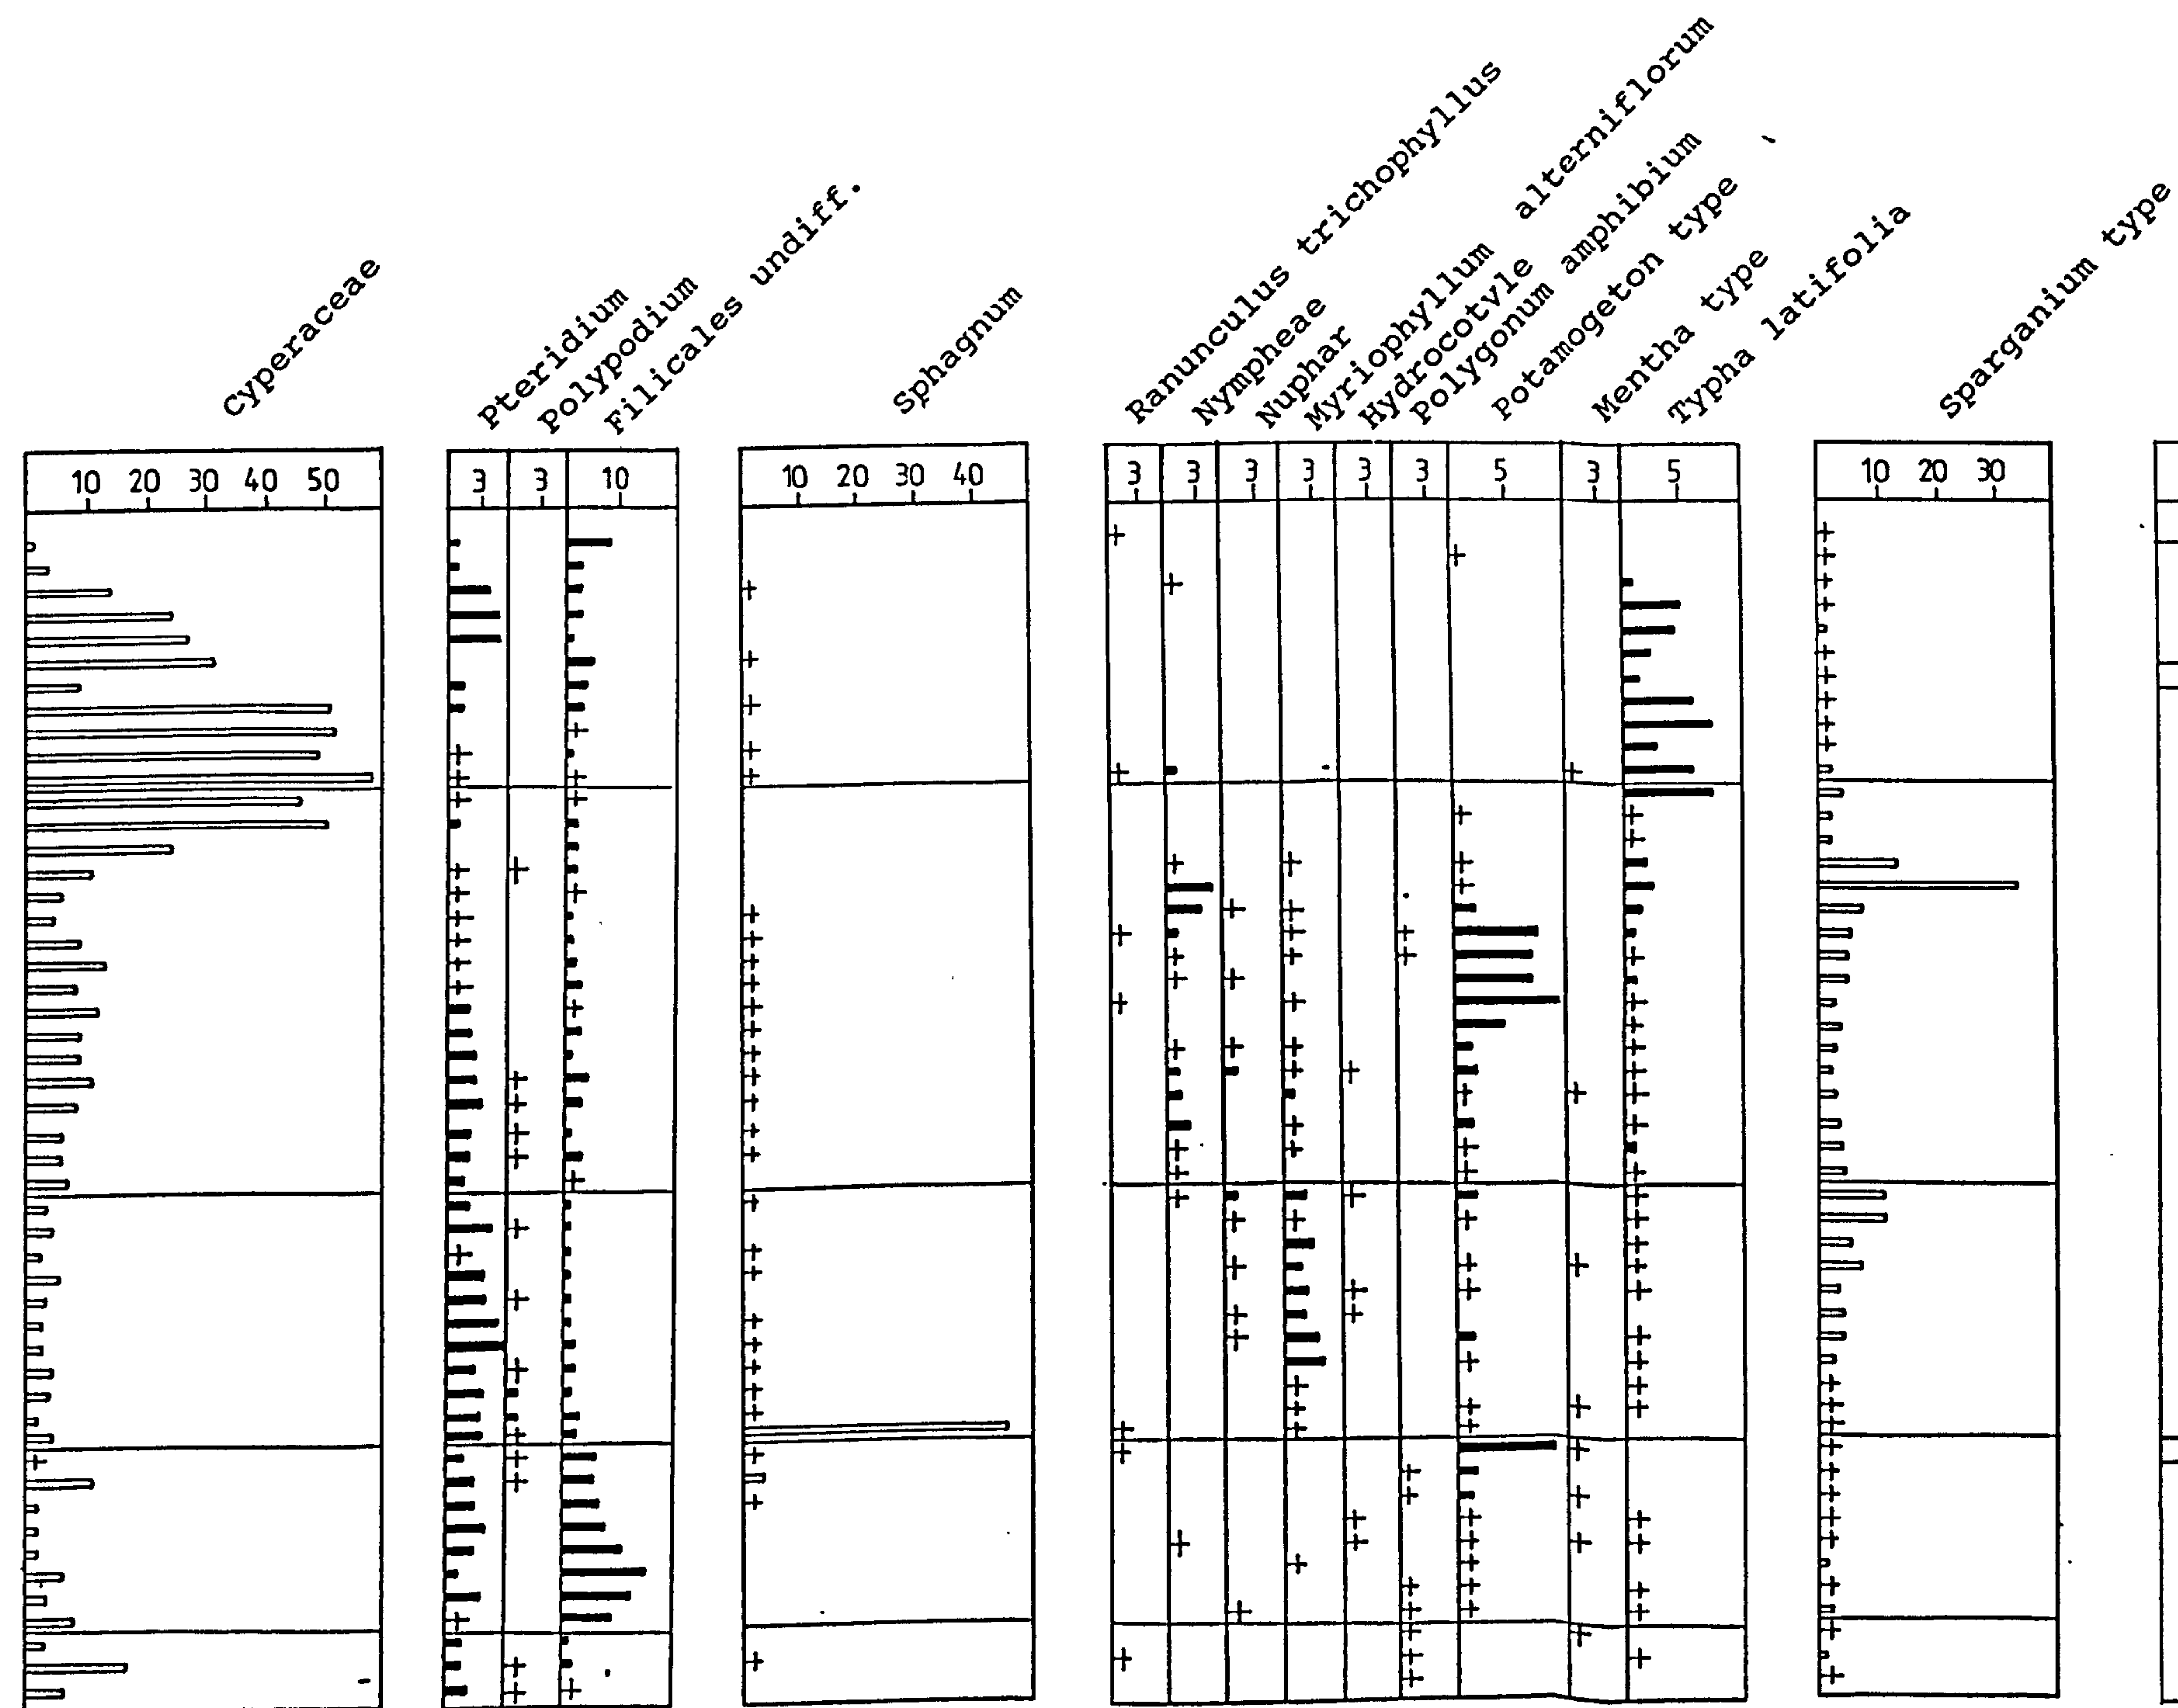 Cyperaceae
Pteridium
Polypodium
Filicales undiff.
Sphagnum
Ranunculus trichophyllus
Nympheae
Nuphar
Myriophyllum alterniflorum
Hydrocotyle
Polygonum amphibium
Potamogeton type
Mentha type
Typha latifolia
Sparganium type
10 20 30 40 50
3 3 10
10 20 30 40
3 3 3 3 3 3 5 3 5
10 20 30